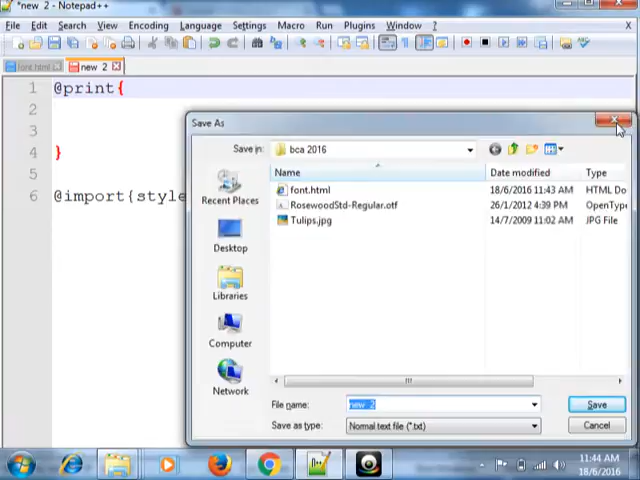 *new  2 - Notepad++
File Edit Search View Encoding Language Settings Macro Run Plugins Window ?
font.html new  2
1 @print{
2
3
4 }
5
6 @import{style
Save As
Save in: bca 2016
Name Date modified Type
font.html 18/6/2016 11:43 AM HTML Do
RosewoodStd-Regular.otf 26/1/2012 4:39 PM OpenType
Tulips.jpg 14/7/2009 11:02 AM JPG File
Recent Places
Desktop
Libraries
Computer
Network
File name: new  2 Save
Save as type: Normal text file (*.txt) Cancel
11:44 AM
18/6/2016